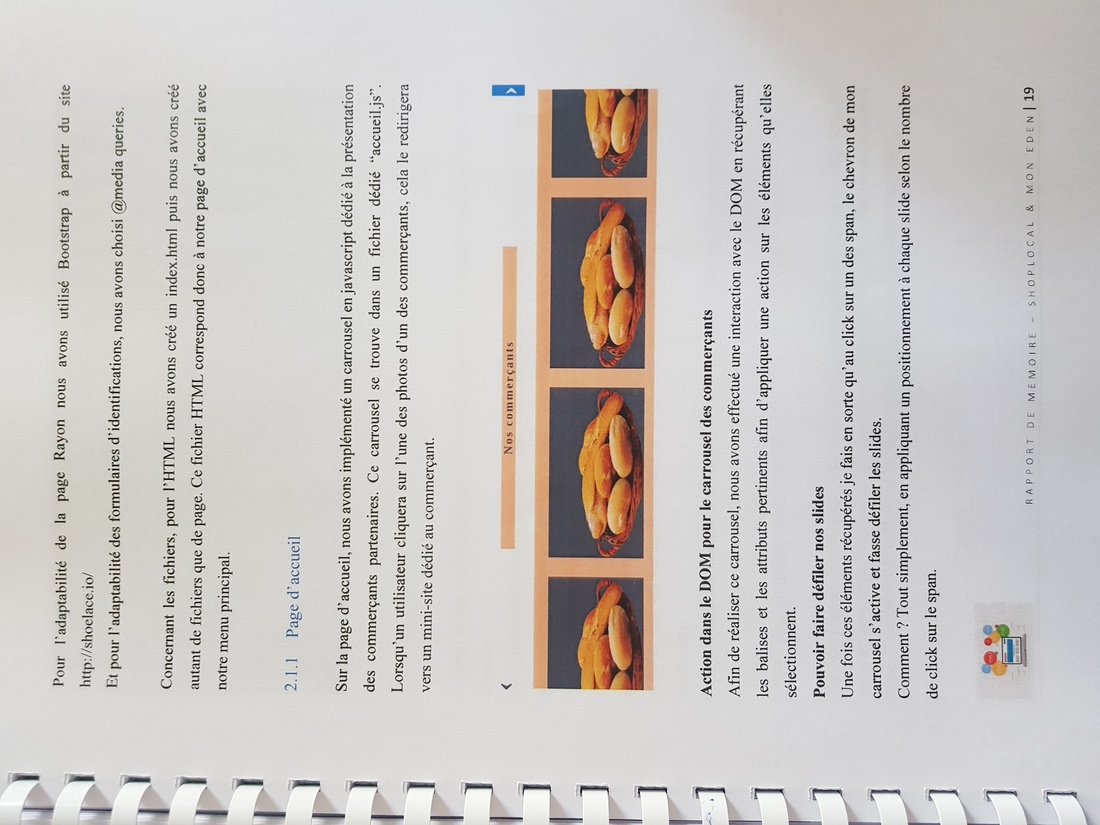 Pour l'adaptabilité de la page Rayon nous avons utilisé Bootstrap à partir du site
http://shoelace.io/
Et pour l'adaptabilité des formulaires d'identifications, nous avons choisi @media queries.
Concernant les fichiers, pour l'HTML nous avons créé un index.html puis nous avons créé
autant de fichiers que de page. Ce fichier HTML correspond donc à notre page d'accueil avec
notre menu principal.
2.1.1 Page d'accueil
Sur la page d'accueil, nous avons implémenté un carrousel en javascript dédié à la présentation
des commerçants partenaires. Ce carrousel se trouve dans un fichier dédié “accueil.js”.
Lorsqu'un utilisateur cliquera sur l'une des photos d'un des commerçants, cela le redirigera
vers un mini-site dédié au commerçant.
‹ Nos commerçants ›
Action dans le DOM pour le carrousel des commerçants
Afin de réaliser ce carrousel, nous avons effectué une interaction avec le DOM en récupérant
les balises et les attributs pertinents afin d'appliquer une action sur les éléments qu'elles
sélectionnent.
Pouvoir faire défiler nos slides
Une fois ces éléments récupérés je fais en sorte qu'au click sur un des span, le chevron de mon
carrousel s'active et fasse défiler les slides.
Comment ? Tout simplement, en appliquant un positionnement à chaque slide selon le nombre
de click sur le span.
RAPPORT DE MEMOIRE – SHOPLOCAL & MON EDEN | 19